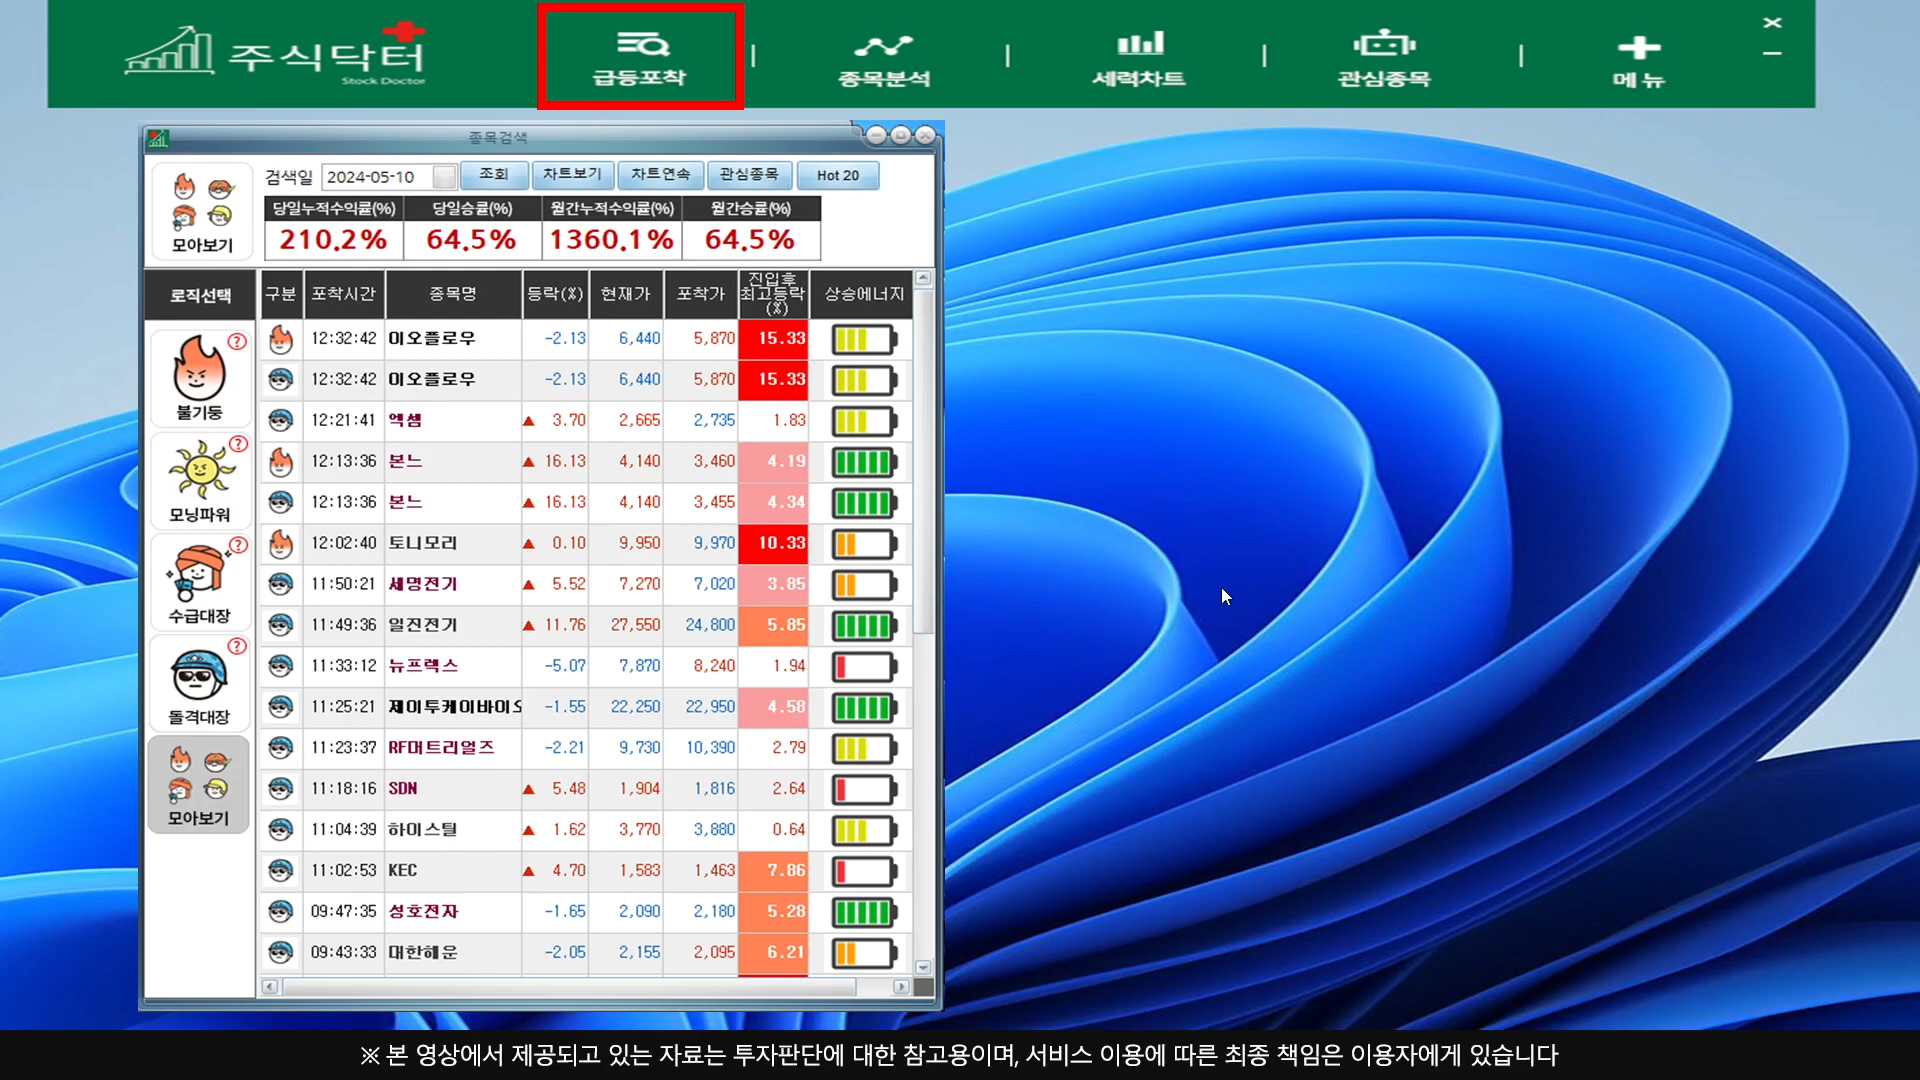 주식닥터
Stock Doctor
급등포착
종목분석
세력차트
관심종목
메뉴
종목검색
모아보기
검색일 2024-05-10 조회 차트보기 차트연속 관심종목 Hot 20
당일누적수익률(%) 당일승률(%) 월간누적수익률(%) 월간승률(%)
210.2% 64.5% 1360.1% 64.5%
로직선택
불기둥
모닝파워
수급대장
돌격대장
모아보기
구분 포착시간 종목명 등락(%) 현재가 포착가 진입후 최고등락 (%) 상승에너지
12:32:42 이오플로우 -2.13 6,440 5,870 15.33
12:32:42 이오플로우 -2.13 6,440 5,870 15.33
12:21:41 엑셈 ▲ 3.70 2,665 2,735 1.83
12:13:36 본느 ▲ 16.13 4,140 3,460 4.19
12:13:36 본느 ▲ 16.13 4,140 3,455 4.34
12:02:40 토니모리 ▲ 0.10 9,950 9,970 10.33
11:50:21 세명전기 ▲ 5.52 7,270 7,020 3.85
11:49:36 일진전기 ▲ 11.76 27,550 24,800 5.85
11:33:12 뉴프렉스 -5.07 7,870 8,240 1.94
11:25:21 제이투케이바이오 -1.55 22,250 22,950 4.58
11:23:37 RF머트리얼즈 -2.21 9,730 10,390 2.79
11:18:16 SDN ▲ 5.48 1,904 1,816 2.64
11:04:39 하이스틸 ▲ 1.62 3,770 3,880 0.64
11:02:53 KEC ▲ 4.70 1,583 1,463 7.86
09:47:35 성호전자 -1.65 2,090 2,180 5.28
09:43:33 대한해운 -2.05 2,155 2,095 6.21
※ 본 영상에서 제공되고 있는 자료는 투자판단에 대한 참고용이며, 서비스 이용에 따른 최종 책임은 이용자에게 있습니다